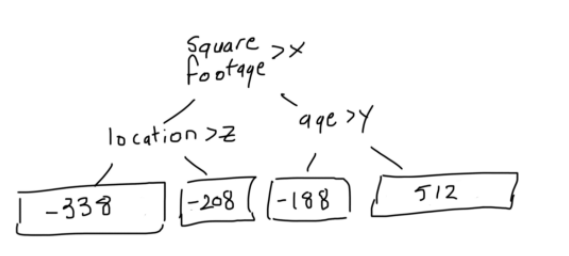 Square
footage >X
location >Z
age >Y
-338
-208
-188
512